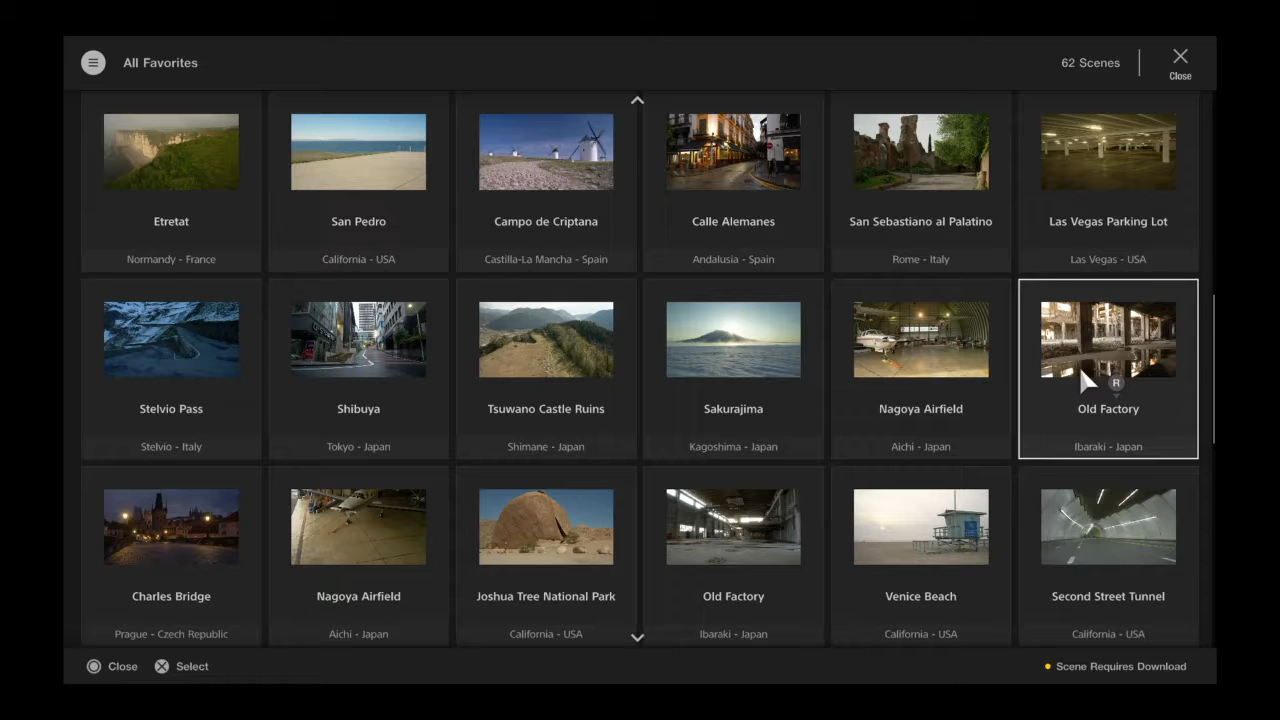 All Favorites
62 Scenes
Close
Etretat
San Pedro
Campo de Criptana
Calle Alemanes
San Sebastiano al Palatino
Las Vegas Parking Lot
Normandy - France
California - USA
Castilla-La Mancha - Spain
Andalusia - Spain
Rome - Italy
Las Vegas - USA
R
Stelvio Pass
Shibuya
Tsuwano Castle Ruins
Sakurajima
Nagoya Airfield
Old Factory
Stelvio - Italy
Tokyo - Japan
Shimane - Japan
Kagoshima - Japan
Aichi - Japan
Ibaraki - Japan
Charles Bridge
Nagoya Airfield
Joshua Tree National Park
Old Factory
Venice Beach
Second Street Tunnel
Prague - Czech Republic
Aichi - Japan
California - USA
Ibaraki - Japan
California - USA
California - USA
Close
Select
Scene Requires Download